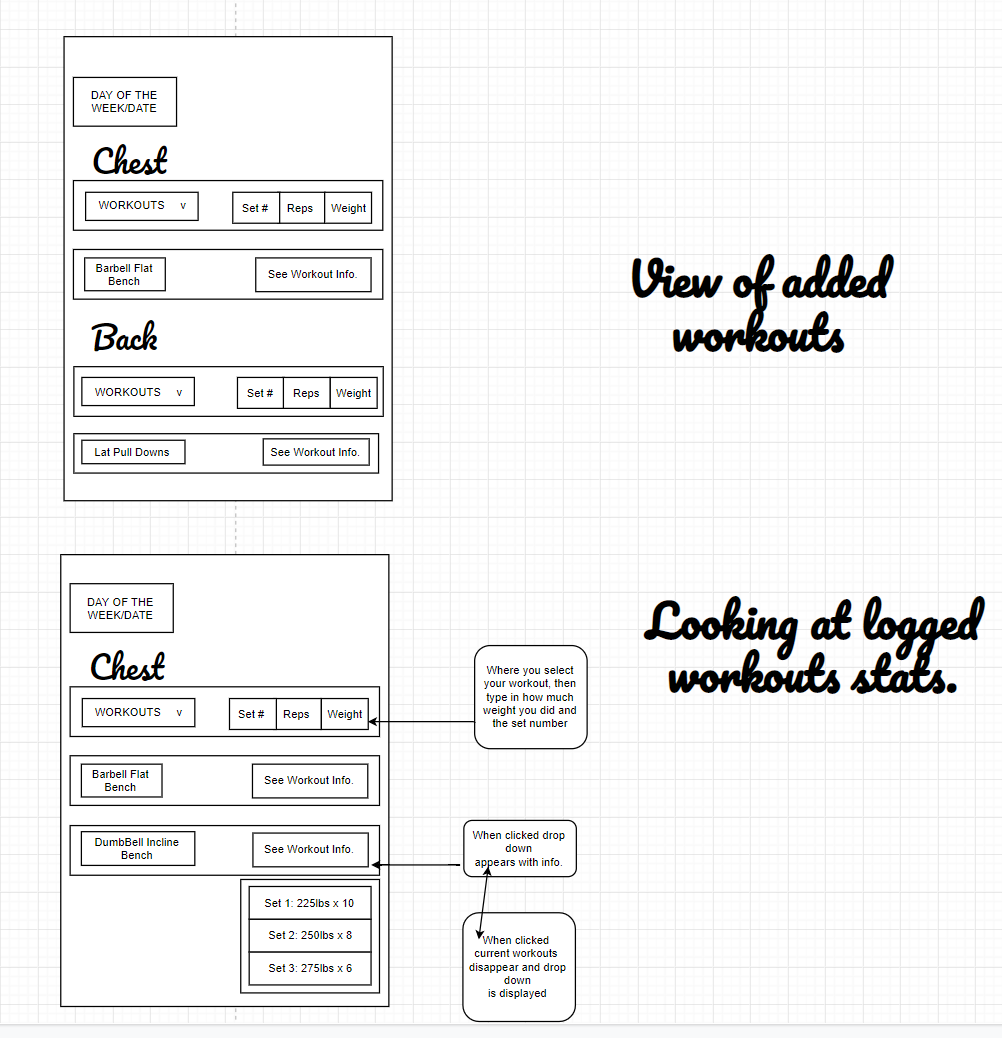 DAY OF THE
WEEK/DATE
Chest
WORKOUTS v Set # Reps Weight
Barbell Flat
Bench
See Workout Info.
Back
WORKOUTS v Set # Reps Weight
Lat Pull Downs See Workout Info.
View of added
workouts
DAY OF THE
WEEK/DATE
Chest
WORKOUTS v Set # Reps Weight
Barbell Flat
Bench
See Workout Info.
DumbBell Incline
Bench
See Workout Info.
Set 1: 225lbs x 10
Set 2: 250lbs x 8
Set 3: 275lbs x 6
Where you select
your workout, then
type in how much
weight you did and
the set number
When clicked drop
down
appears with info.
When clicked
current workouts
disappear and drop
down
is displayed
Looking at logged
workouts stats.